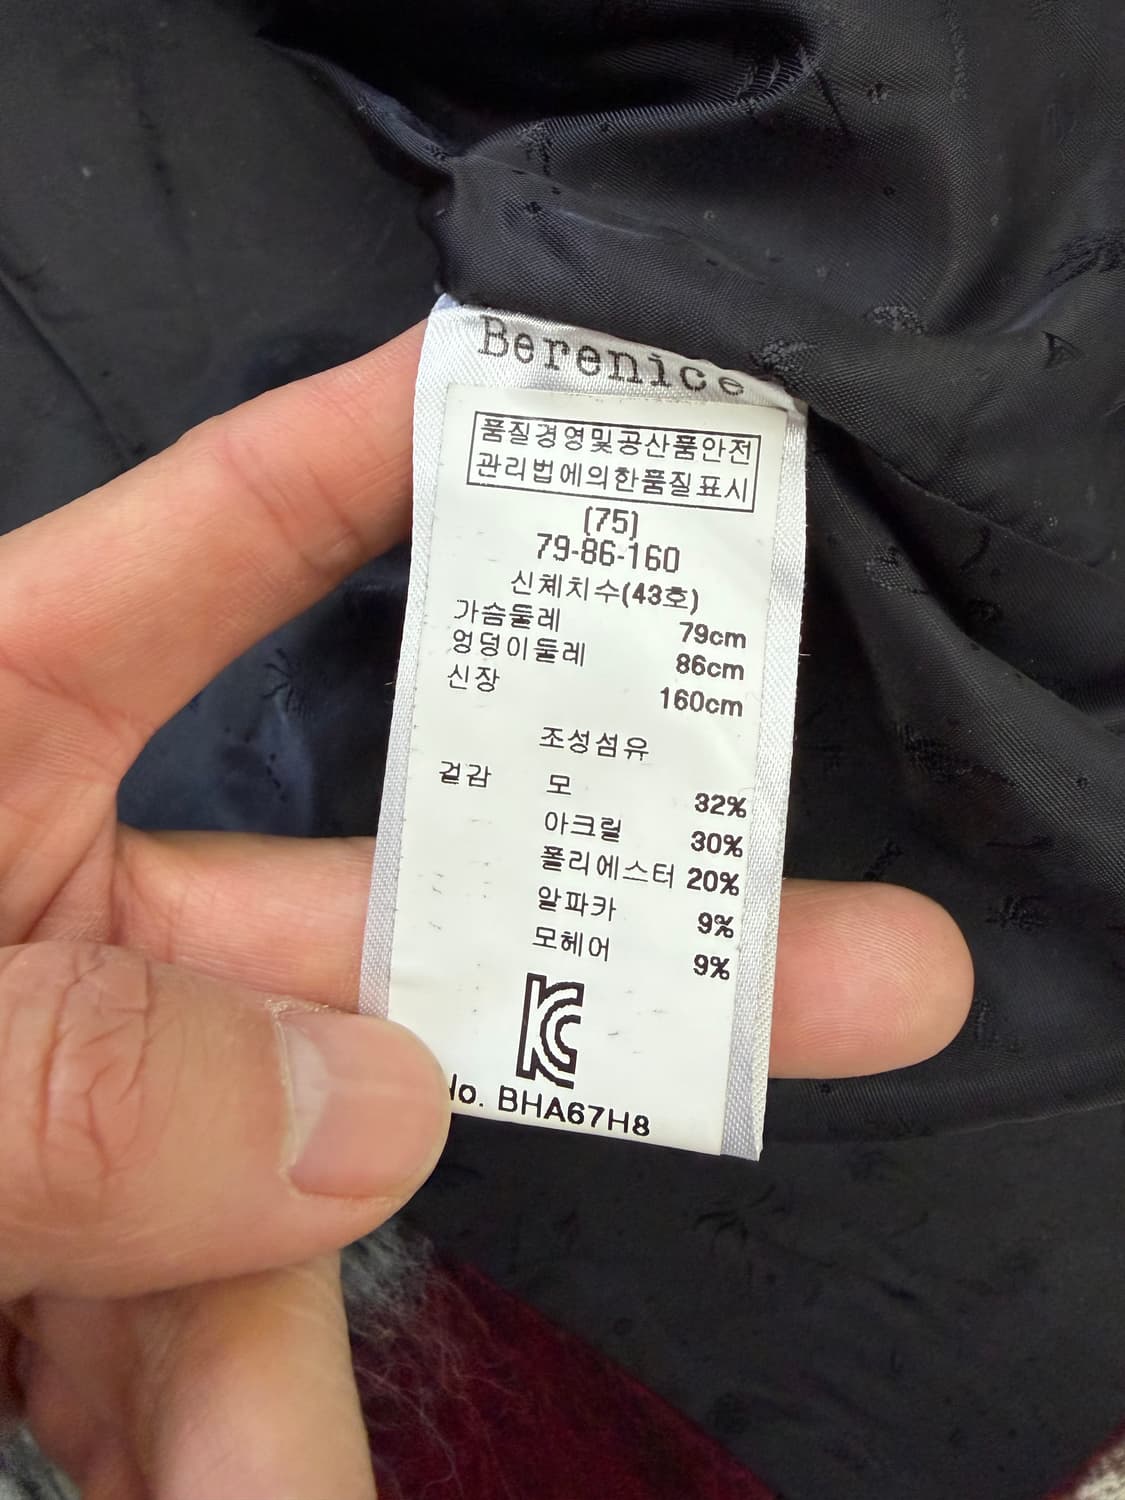 Berenice
품질경영및공산품안전
관리법에의한품질표시
(75)
79-86-160
신체치수(43호)
가슴둘레 79cm
엉덩이둘레 86cm
신장 160cm
조성섬유
겉감 모 32%
아크릴 30%
폴리에스터 20%
알파카 9%
모헤어 9%
KC
No. BHA67H8